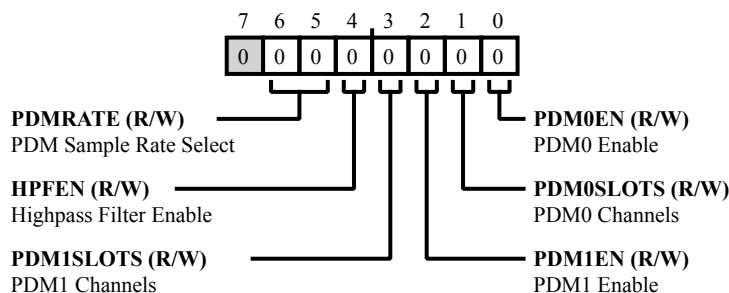 7 6 5 4 3 2 1 0
0 0 0 0 0 0 0 0
PDMRATE (R/W)
PDM Sample Rate Select
HPFEN (R/W)
Highpass Filter Enable
PDM1SLOTS (R/W)
PDM1 Channels
PDM0EN (R/W)
PDM0 Enable
PDM0SLOTS (R/W)
PDM0 Channels
PDM1EN (R/W)
PDM1 Enable